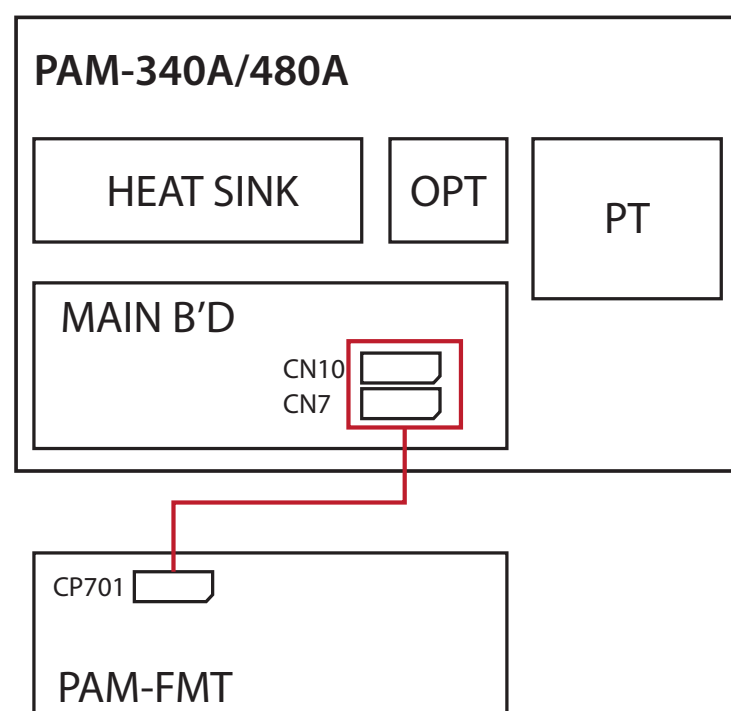 PAM-340A/480A
HEAT SINK
OPT
PT
MAIN B'D
CN10
CN7
CP701
PAM-FMT